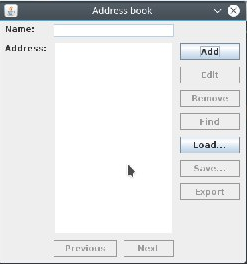 Address book
Name:
Address:
Add
Edit
Remove
Find
Load...
Save...
Export
Previous
Next